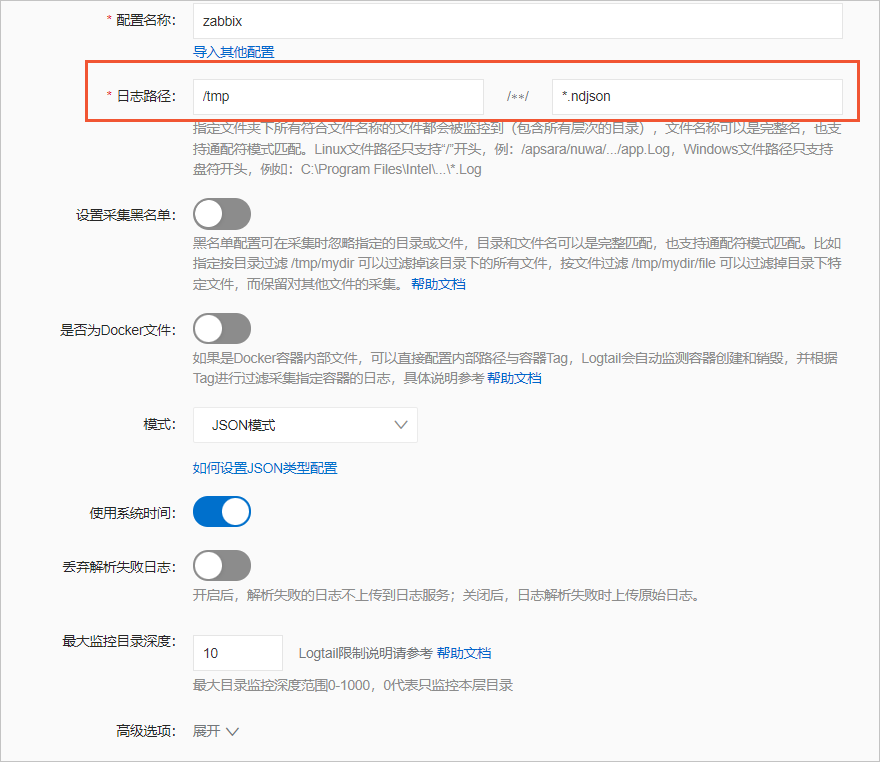 * 配置名称： zabbix
导入其他配置
* 日志路径： /tmp /**/ *.ndjson
指定文件夹下所有符合文件名称的文件都会被监控到（包含所有层次的目录），文件名称可以是完整名，也支
持通配符模式匹配。Linux文件路径只支持“/”开头，例：/apsara/nuwa/.../app.Log，Windows文件路径只支持
盘符开头，例如：C:\Program Files\Intel\...\*.Log
设置采集黑名单：
黑名单配置可在采集时忽略指定的目录或文件，目录和文件名可以是完整匹配，也支持通配符模式匹配。比如
指定按目录过滤 /tmp/mydir 可以过滤掉该目录下的所有文件，按文件过滤 /tmp/mydir/file 可以过滤掉目录下特
定文件，而保留对其他文件的采集。 帮助文档
是否为Docker文件：
如果是Docker容器内部文件，可以直接配置内部路径与容器Tag，Logtail会自动监测容器创建和销毁，并根据
Tag进行过滤采集指定容器的日志，具体说明参考 帮助文档
模式： JSON模式
如何设置JSON类型配置
使用系统时间：
丢弃解析失败日志：
开启后，解析失败的日志不上传到日志服务；关闭后，日志解析失败时上传原始日志。
最大监控目录深度：
10 Logtail限制说明请参考 帮助文档
最大目录监控深度范围0-1000，0代表只监控本层目录
高级选项： 展开